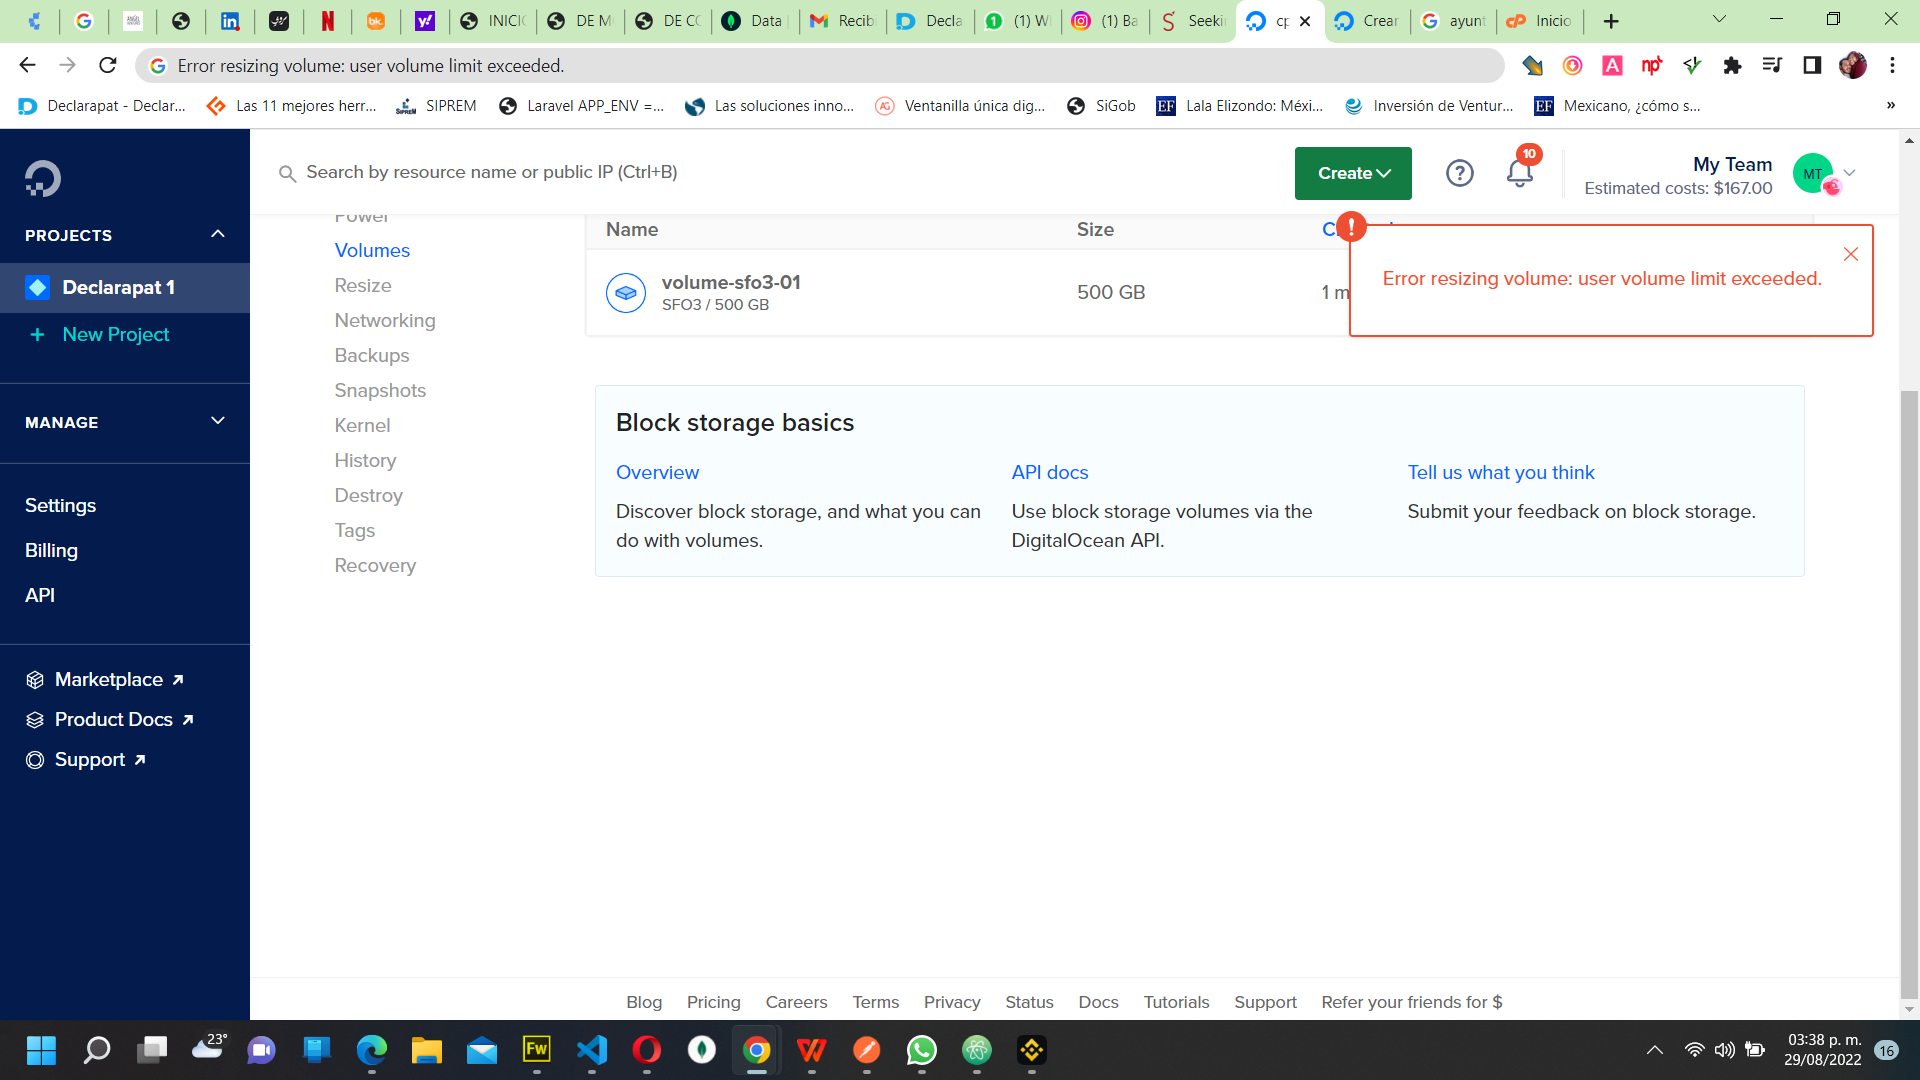 INICI
DE M
DE CO
Data
Recibi
Decla
(1) W
(1) Ba
Seekin
cp
Crear
ayunt
Inicio
Error resizing volume: user volume limit exceeded.
Declarapat - Declar...
Las 11 mejores herr...
SIPREM
Laravel APP_ENV =...
Las soluciones inno...
Ventanilla única dig...
SiGob
EF
Lala Elizondo: Méxi...
Inversión de Ventur...
EF
Mexicano, ¿cómo s...
»
Search by resource name or public IP (Ctrl+B)
Create
10
My Team
Estimated costs: $167.00
MT
PROJECTS
Declarapat 1
+ New Project
MANAGE
Settings
Billing
API
Marketplace
Product Docs
Support
Power
Volumes
Resize
Networking
Backups
Snapshots
Kernel
History
Destroy
Tags
Recovery
Name
Size
volume-sfo3-01
SFO3 / 500 GB
500 GB
1 m
Error resizing volume: user volume limit exceeded.
Block storage basics
Overview
Discover block storage, and what you can
do with volumes.
API docs
Use block storage volumes via the
DigitalOcean API.
Tell us what you think
Submit your feedback on block storage.
Blog
Pricing
Careers
Terms
Privacy
Status
Docs
Tutorials
Support
Refer your friends for $
23°
Fw
03:38 p. m.
29/08/2022
16